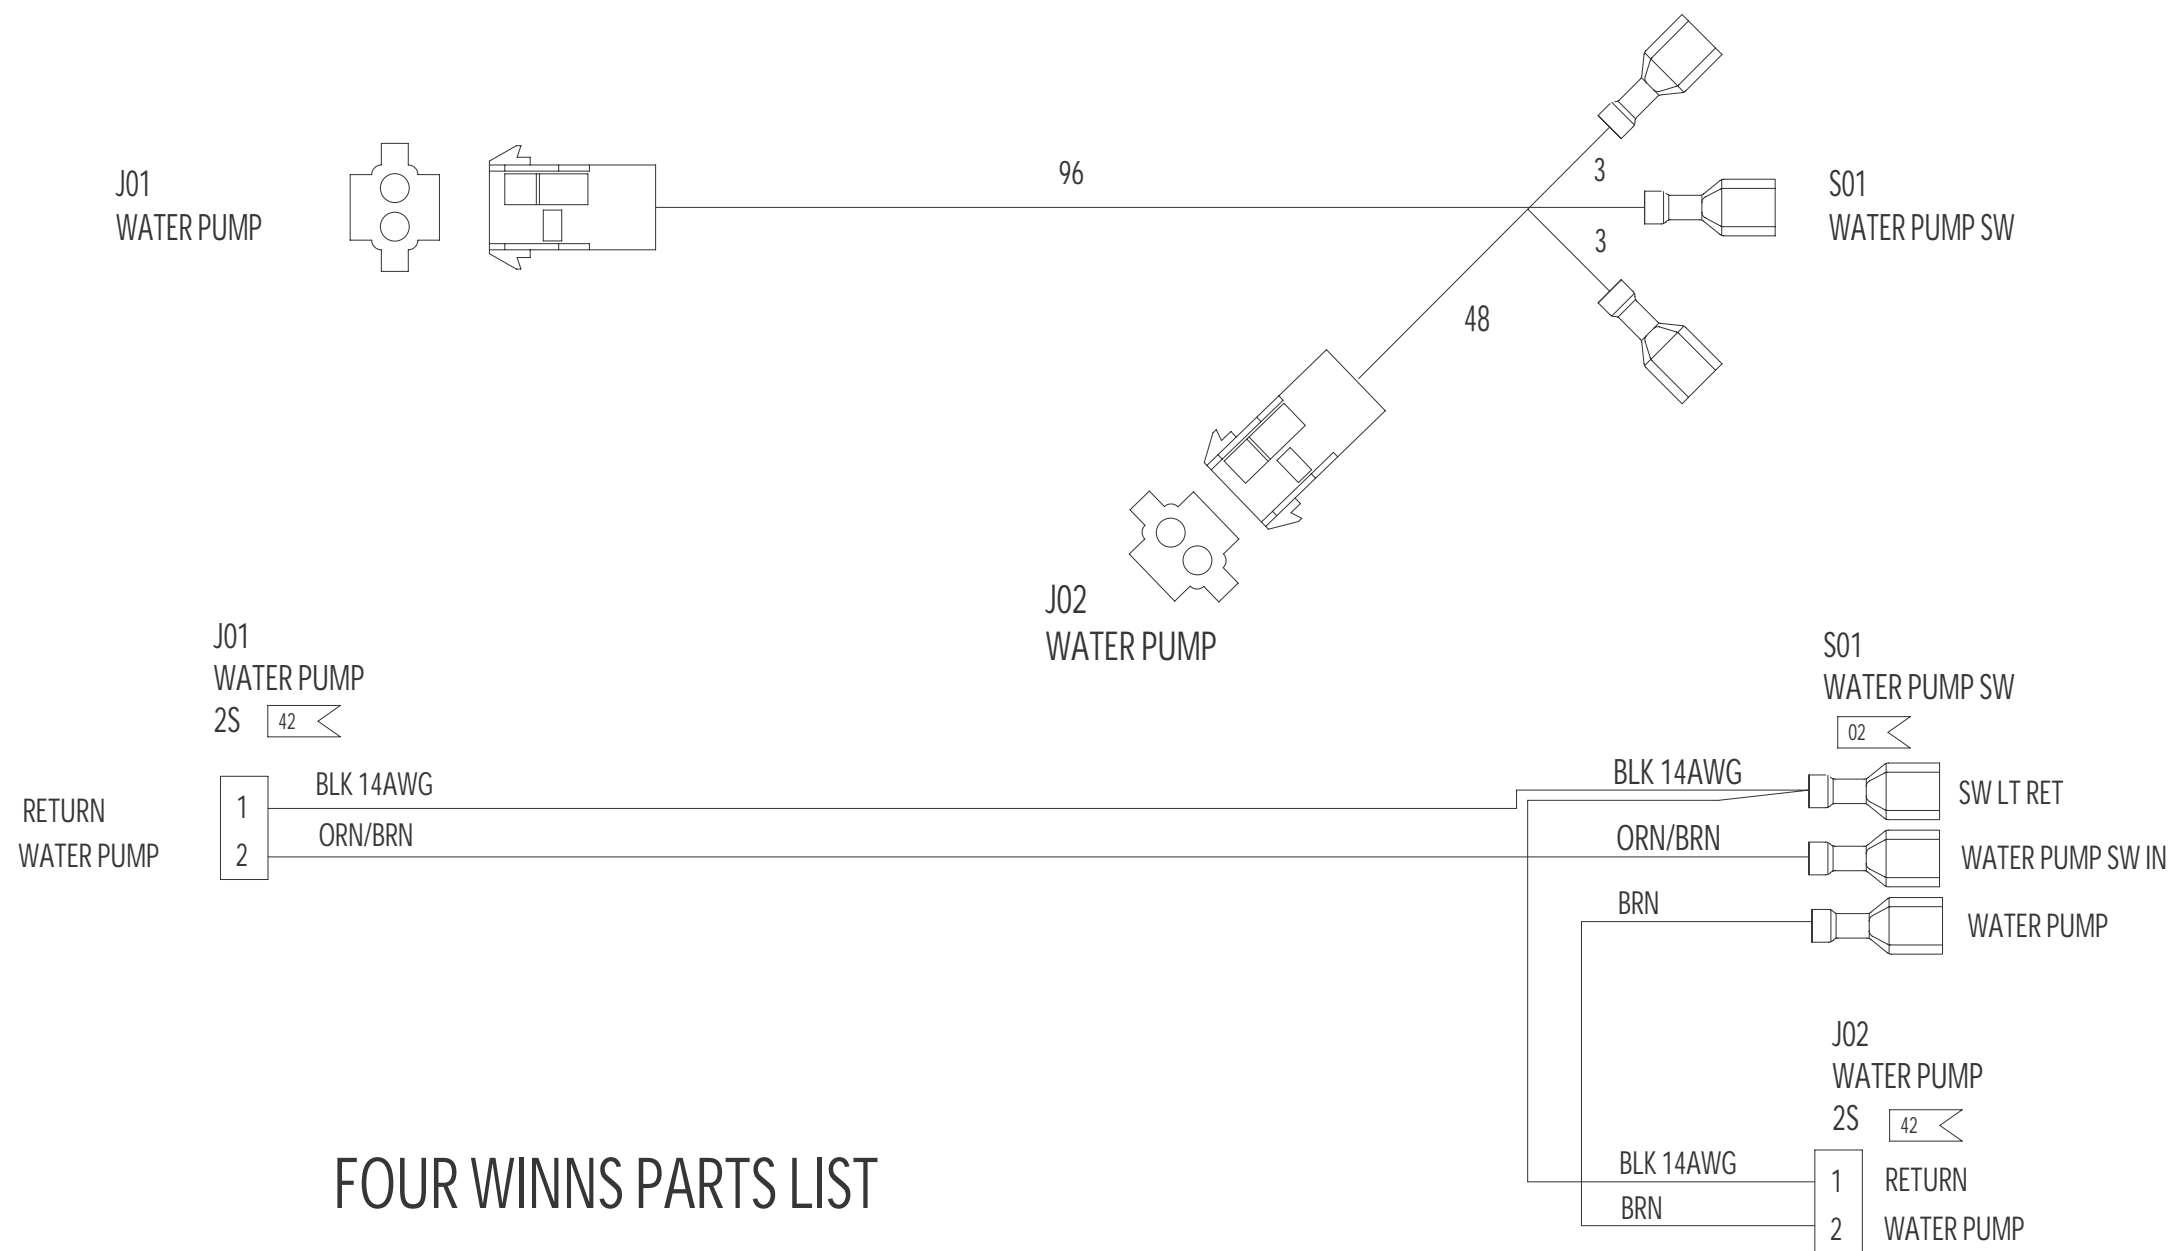 J01
WATER PUMP
96
3
3
48
S01
WATER PUMP SW
J02
WATER PUMP
J01
WATER PUMP
2S 42
RETURN 1 BLK 14AWG
WATER PUMP 2 ORN/BRN
S01
WATER PUMP SW
02
BLK 14AWG SW LT RET
ORN/BRN WATER PUMP SW IN
BRN WATER PUMP
J02
WATER PUMP
2S 42
BLK 14AWG 1 RETURN
BRN 2 WATER PUMP
FOUR WINNS PARTS LIST